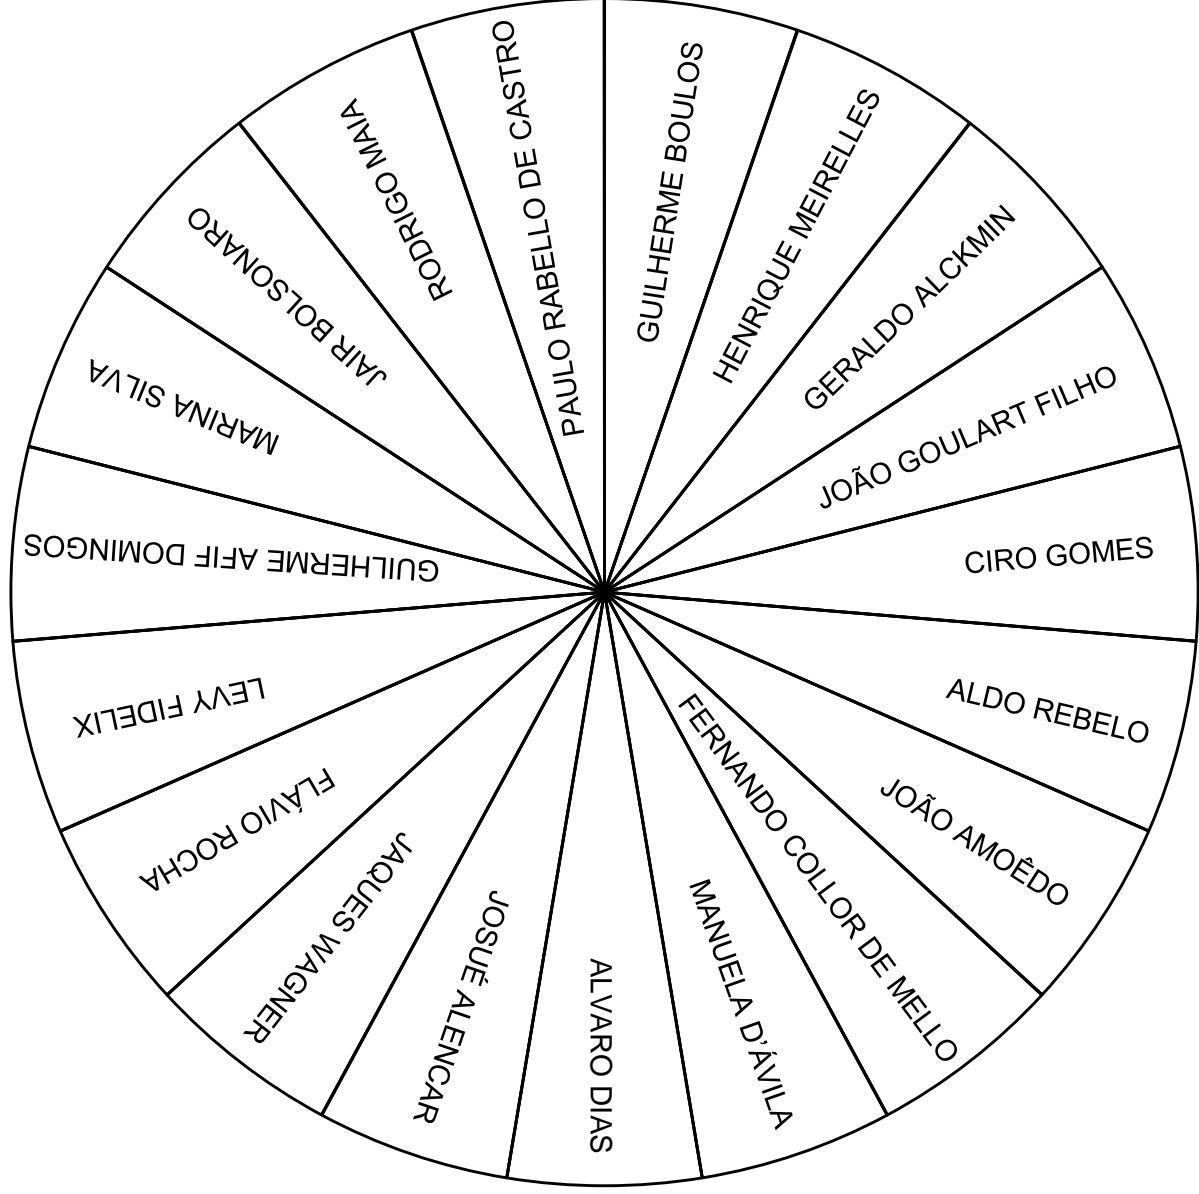 GUILHERME BOULOS
HENRIQUE MEIRELLES
GERALDO ALCKMIN
JOÃO GOULART FILHO
CIRO GOMES
ALDO REBELO
JOÃO AMOÊDO
FERNANDO COLLOR DE MELLO
MANUELA D’ÁVILA
ALVARO DIAS
JOSUÉ ALENCAR
JAQUES WAGNER
FLÁVIO ROCHA
LEVY FIDELIX
GUILHERME AFIF DOMINGOS
MARINA SILVA
JAIR BOLSONARO
RODRIGO MAIA
PAULO RABELLO DE CASTRO